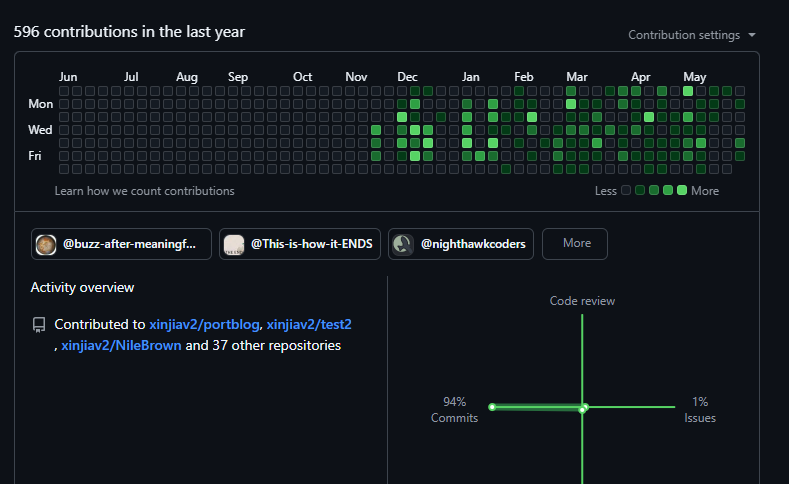 596 contributions in the last year
Contribution settings
Jun Jul Aug Sep Oct Nov Dec Jan Feb Mar Apr May
Mon
Wed
Fri
Learn how we count contributions
Less More
@buzz-after-meaningf... @This-is-how-it-ENDS @nighthawkcoders More
Activity overview
Contributed to xinjiav2/portblog, xinjiav2/test2
, xinjiav2/NileBrown and 37 other repositories
Code review
94%
Commits
1%
Issues